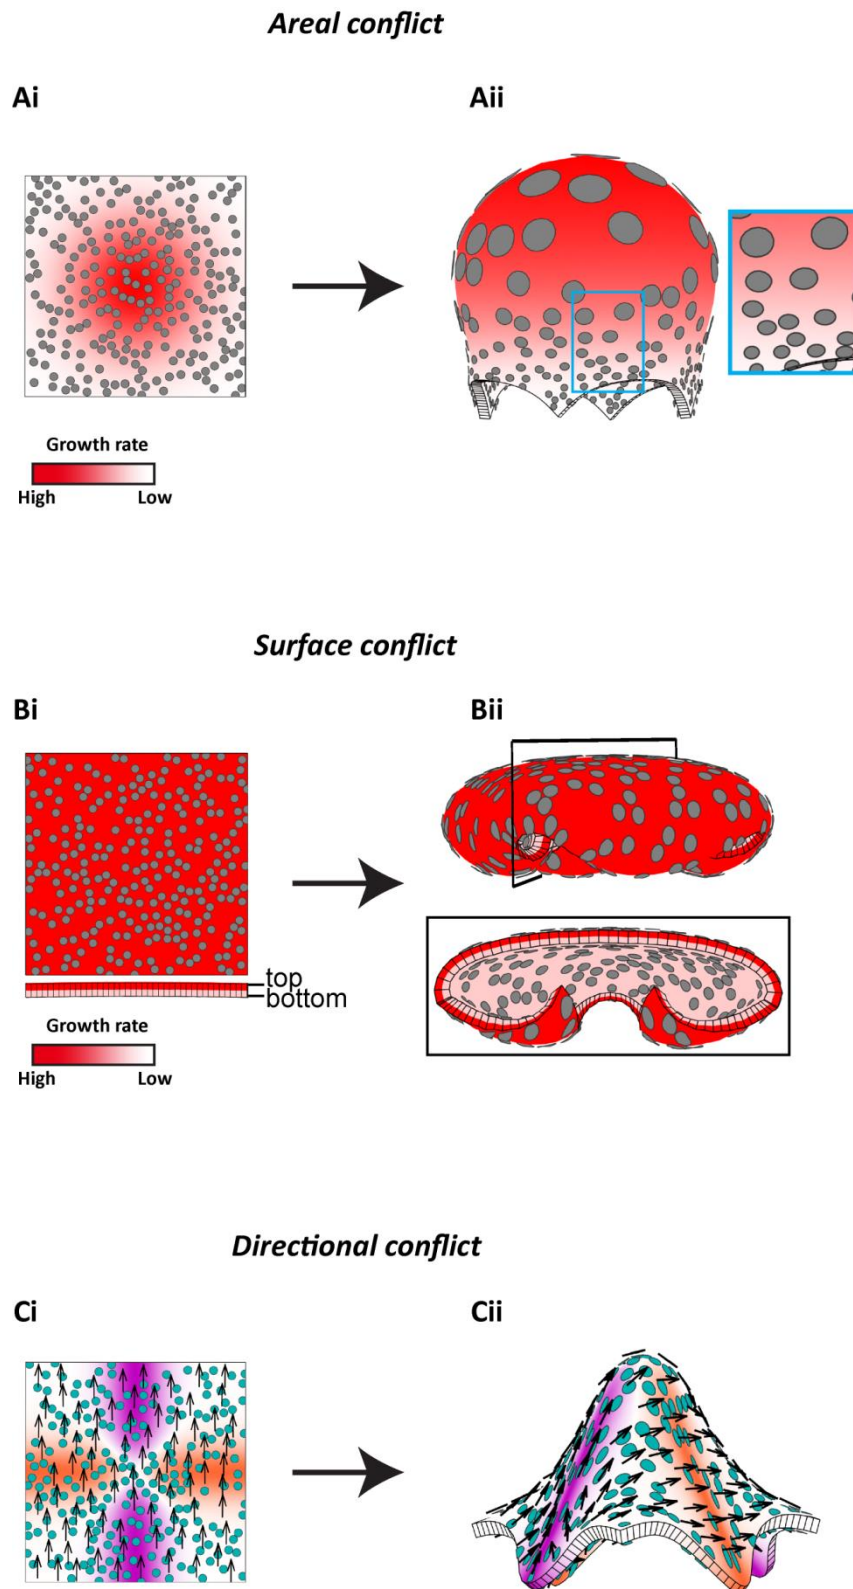 Areal conflict
Ai
Aii
Growth rate
High Low
Surface conflict
Bi
Bii
top
bottom
Growth rate
High Low
Directional conflict
Ci
Cii